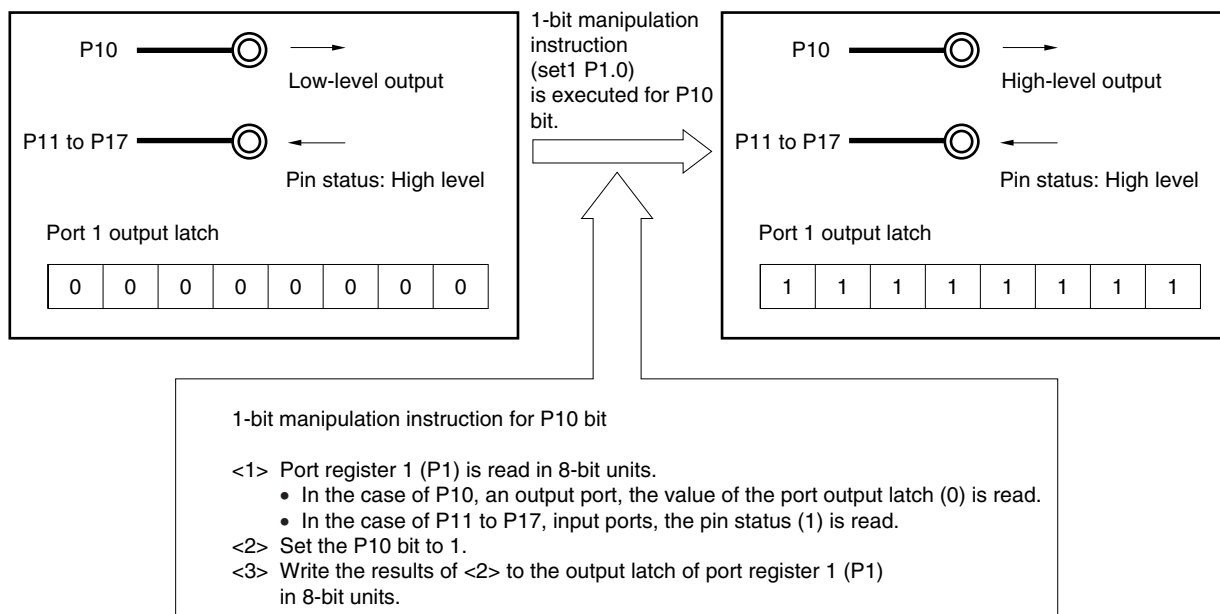 P10
Low-level output
P11 to P17
Pin status: High level
Port 1 output latch
0 0 0 0 0 0 0 0
1-bit manipulation
instruction
(set1 P1.0)
is executed for P10
bit.
P10
High-level output
P11 to P17
Pin status: High level
Port 1 output latch
1 1 1 1 1 1 1 1
1-bit manipulation instruction for P10 bit
<1> Port register 1 (P1) is read in 8-bit units.
• In the case of P10, an output port, the value of the port output latch (0) is read.
• In the case of P11 to P17, input ports, the pin status (1) is read.
<2> Set the P10 bit to 1.
<3> Write the results of <2> to the output latch of port register 1 (P1)
in 8-bit units.